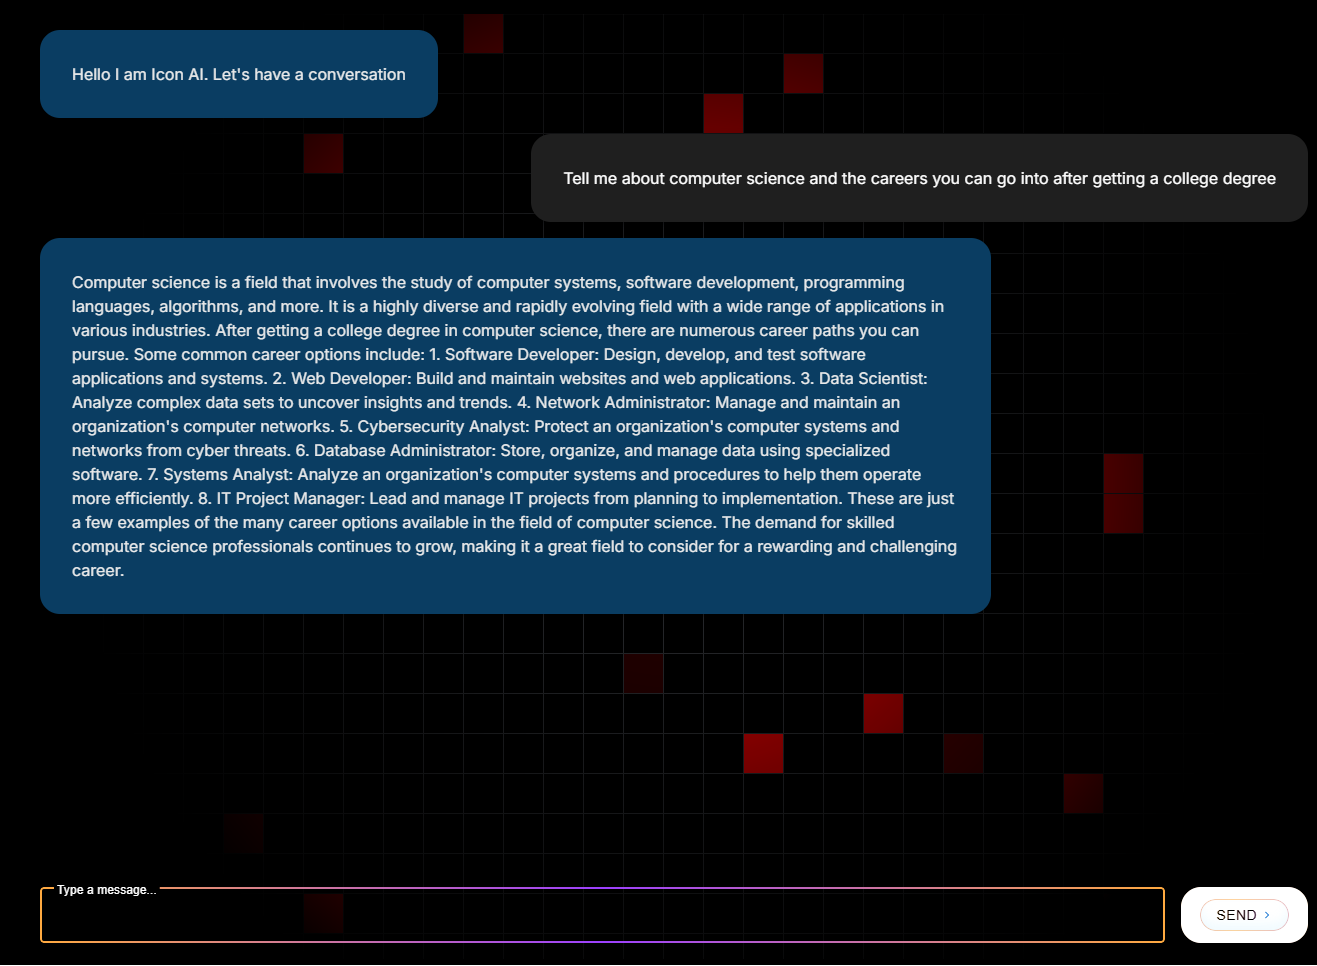 Hello I am Icon AI. Let's have a conversation
Tell me about computer science and the careers you can go into after getting a college degree
Computer science is a field that involves the study of computer systems, software development, programming
languages, algorithms, and more. It is a highly diverse and rapidly evolving field with a wide range of applications in
various industries. After getting a college degree in computer science, there are numerous career paths you can
pursue. Some common career options include: 1. Software Developer: Design, develop, and test software
applications and systems. 2. Web Developer: Build and maintain websites and web applications. 3. Data Scientist:
Analyze complex data sets to uncover insights and trends. 4. Network Administrator: Manage and maintain an
organization's computer networks. 5. Cybersecurity Analyst: Protect an organization's computer systems and
networks from cyber threats. 6. Database Administrator: Store, organize, and manage data using specialized
software. 7. Systems Analyst: Analyze an organization's computer systems and procedures to help them operate
more efficiently. 8. IT Project Manager: Lead and manage IT projects from planning to implementation. These are just
a few examples of the many career options available in the field of computer science. The demand for skilled
computer science professionals continues to grow, making it a great field to consider for a rewarding and challenging
career.
Type a message...
SEND